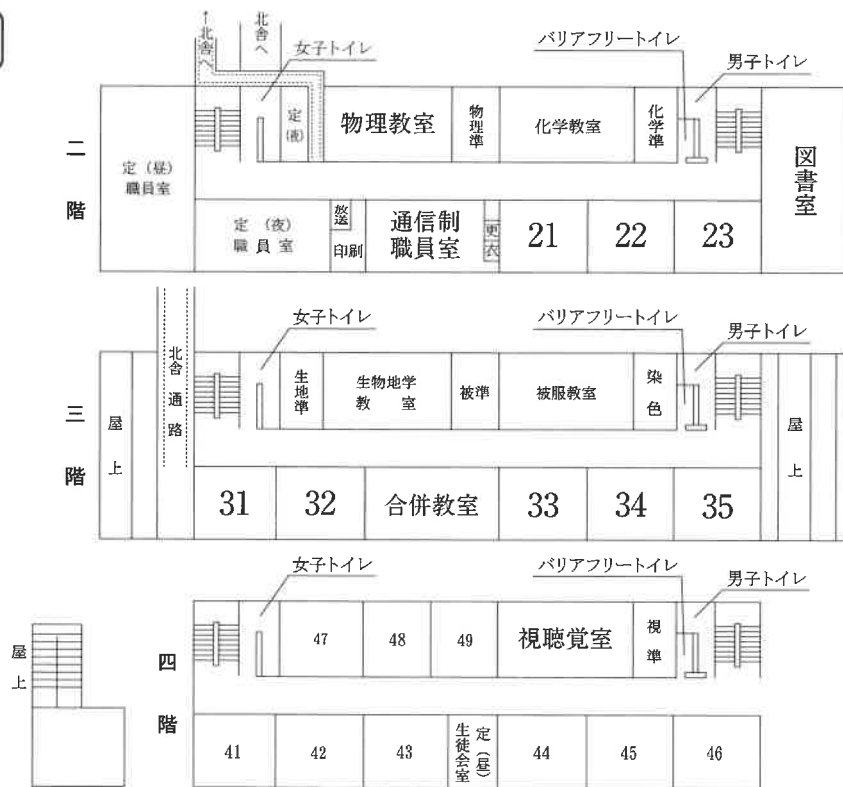 ↑北舎へ
北舎へ
女子トイレ
バリアフリートイレ
男子トイレ
二階
定（昼）
職員室
定（夜）
物理教室
物理準
化学教室
化学準
図書室
定（夜）
職員室
放送
印刷
通信制
職員室
更衣
21
22
23
女子トイレ
バリアフリートイレ
男子トイレ
三階
屋上
北舎通路
生地準
生物地学
教室
被準
被服教室
染色
屋上
31
32
合併教室
33
34
35
女子トイレ
バリアフリートイレ
男子トイレ
屋上
四階
47
48
49
視聴覚室
視準
41
42
43
定（昼）
生徒会室
44
45
46